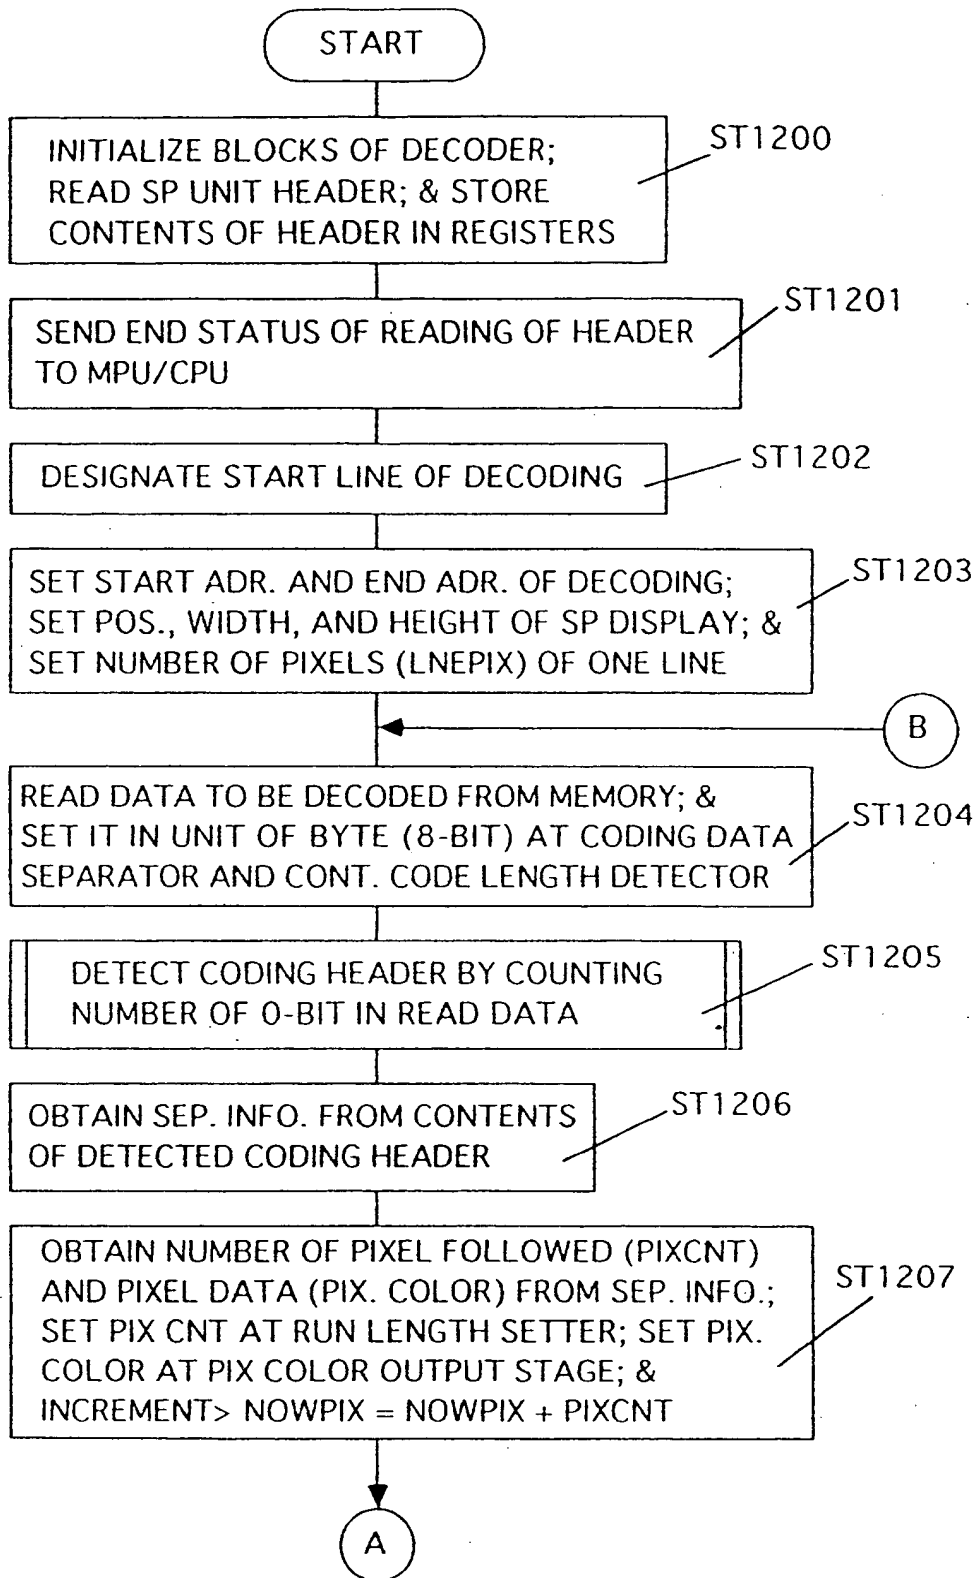 START
INITIALIZE BLOCKS OF DECODER;
READ SP UNIT HEADER; & STORE
CONTENTS OF HEADER IN REGISTERS
ST1200
SEND END STATUS OF READING OF HEADER
TO MPU/CPU
ST1201
DESIGNATE START LINE OF DECODING
ST1202
SET START ADR. AND END ADR. OF DECODING;
SET POS., WIDTH, AND HEIGHT OF SP DISPLAY; &
SET NUMBER OF PIXELS (LNEPIX) OF ONE LINE
ST1203
B
READ DATA TO BE DECODED FROM MEMORY; &
SET IT IN UNIT OF BYTE (8-BIT) AT CODING DATA
SEPARATOR AND CONT. CODE LENGTH DETECTOR
ST1204
DETECT CODING HEADER BY COUNTING
NUMBER OF 0-BIT IN READ DATA
ST1205
OBTAIN SEP. INFO. FROM CONTENTS
OF DETECTED CODING HEADER
ST1206
OBTAIN NUMBER OF PIXEL FOLLOWED (PIXCNT)
AND PIXEL DATA (PIX. COLOR) FROM SEP. INFO.;
SET PIX CNT AT RUN LENGTH SETTER; SET PIX.
COLOR AT PIX COLOR OUTPUT STAGE; &
INCREMENT> NOWPIX = NOWPIX + PIXCNT
ST1207
A